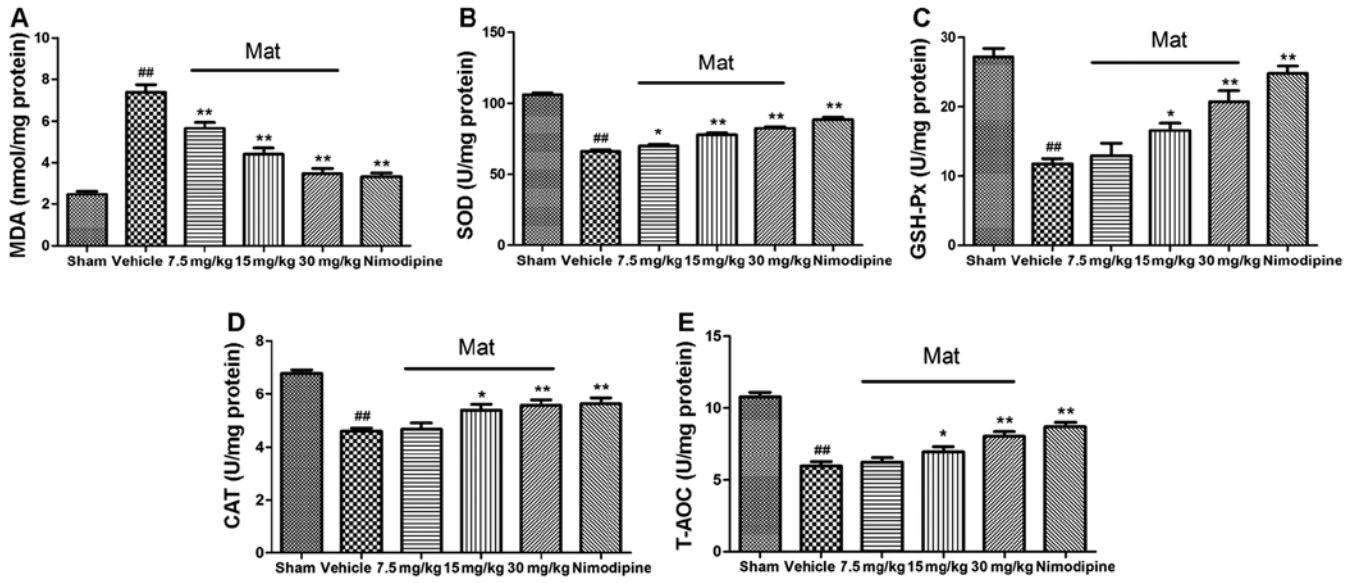 A
MDA (nmol/mg protein)
10
8
6
4
2
0
Mat
##
**
**
**
**
Sham Vehicle 7.5 mg/kg 15 mg/kg 30 mg/kg Nimodipine
B
SOD (U/mg protein)
150
100
50
0
Mat
##
*
**
**
**
Sham Vehicle 7.5 mg/kg 15 mg/kg 30 mg/kg Nimodipine
C
GSH-Px (U/mg protein)
30
20
10
0
Mat
##
*
**
**
Sham Vehicle 7.5 mg/kg 15 mg/kg 30 mg/kg Nimodipine
D
CAT (U/mg protein)
8
6
4
2
0
Mat
##
*
**
**
Sham Vehicle 7.5 mg/kg 15 mg/kg 30 mg/kg Nimodipine
E
T-AOC (U/mg protein)
15
10
5
0
Mat
##
*
**
**
Sham Vehicle 7.5 mg/kg 15 mg/kg 30 mg/kg Nimodipine